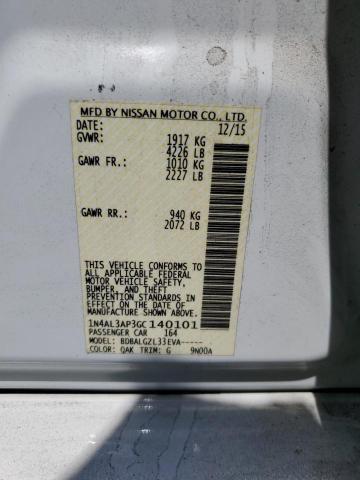 MFD BY NISSAN MOTOR CO., LTD.
DATE: 12/15
GVWR: 1917 KG
4226 LB
GAWR FR.: 1010 KG
2227 LB
GAWR RR.: 940 KG
2072 LB
THIS VEHICLE CONFORMS TO
ALL APPLICABLE FEDERAL
MOTOR VEHICLE SAFETY,
BUMPER, AND THEFT
PREVENTION STANDARDS IN
EFFECT ON THE DATE OF
MANUFACTURE SHOWN ABOVE.
1N4AL3AP3GC140101
PASSENGER CAR 164
MODEL: BDBALGZL33EVA-----
COLOR: QAK TRIM: G 9N00A